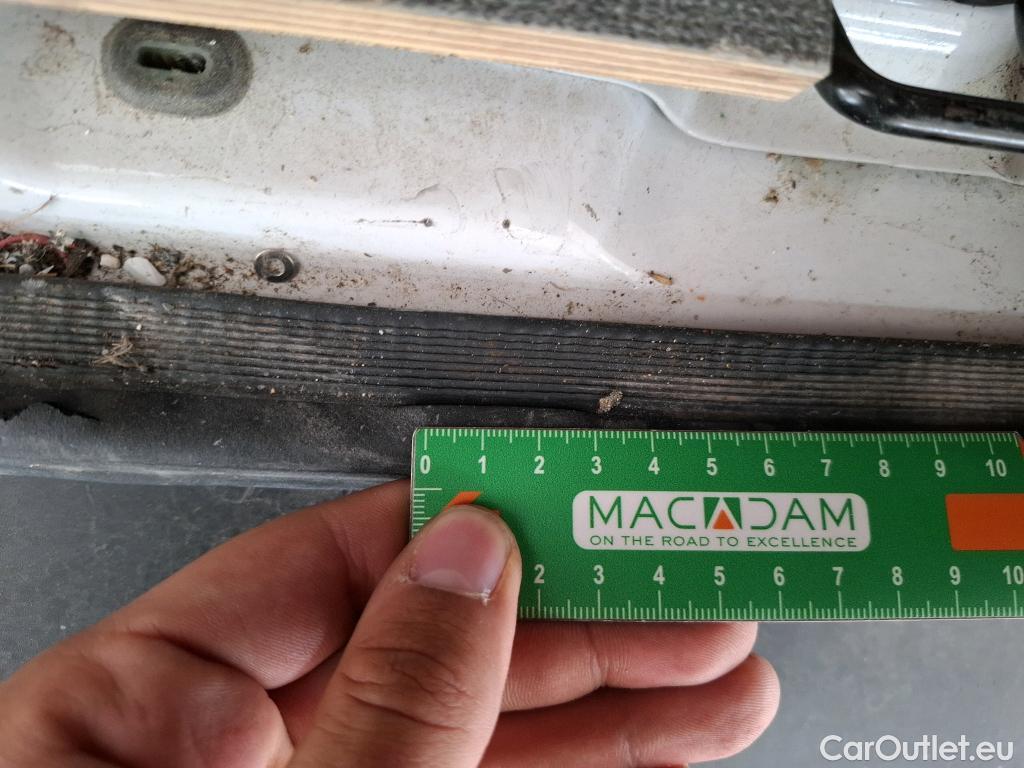 0 1 2 3 4 5 6 7 8 9 10
MACADAM
ON THE ROAD TO EXCELLENCE
2 3 4 5 6 7 8 9 10
CarOutlet.eu